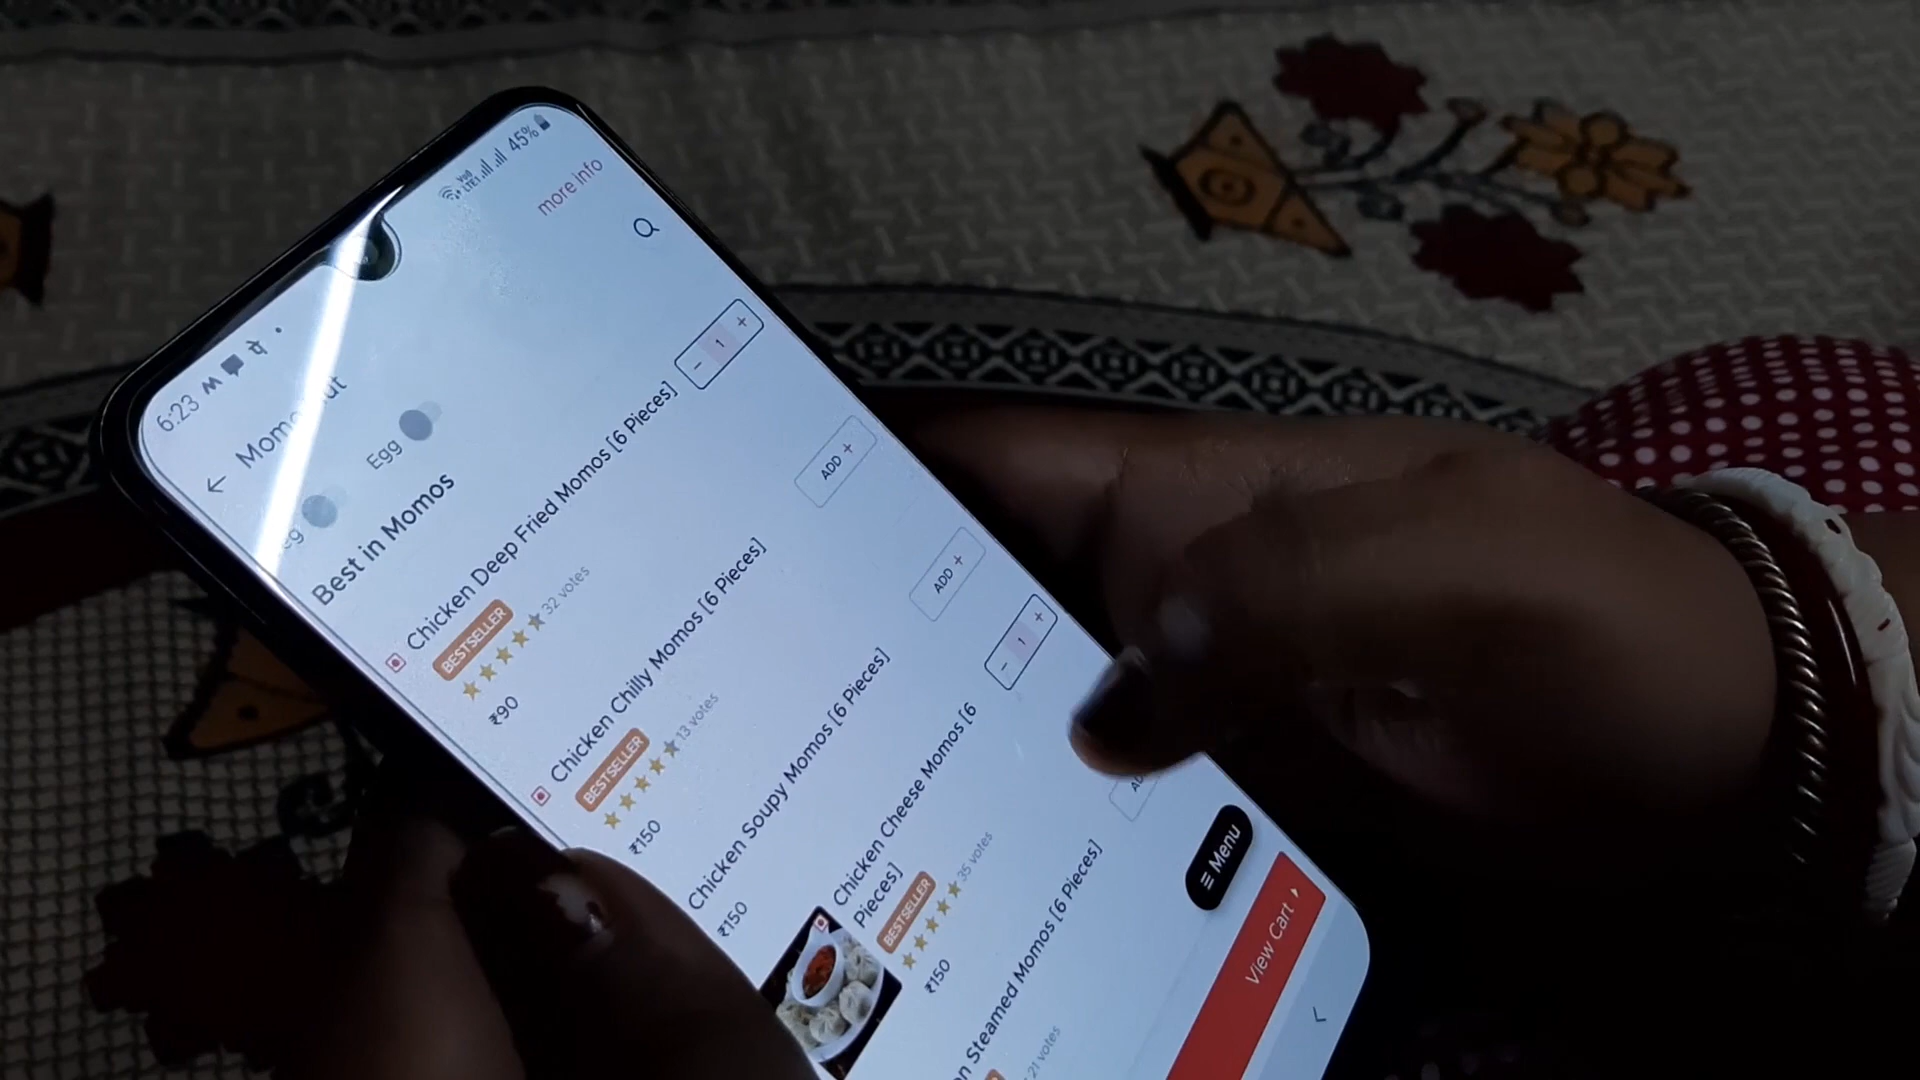 6:23
LTE1 45%
more info
Egg
Best in Momos
Chicken Deep Fried Momos [6 Pieces]
- 1 +
BESTSELLER
32 votes
₹90
Chicken Chilly Momos [6 Pieces]
ADD +
BESTSELLER
13 votes
₹150
Chicken Soupy Momos [6 Pieces]
ADD +
₹150
Chicken Cheese Momos [6
Pieces]
- 1 +
BESTSELLER
35 votes
₹150
Steamed Momos [6 Pieces]
21 votes
Menu
View Cart